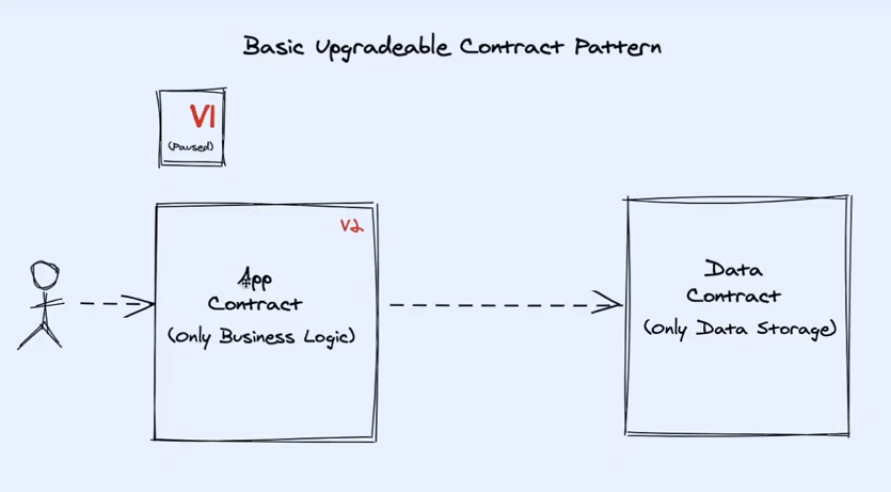 Basic Upgradeable Contract Pattern
V1
(Paused)
V2
App
Contract
(Only Business Logic)
Data
Contract
(Only Data Storage)